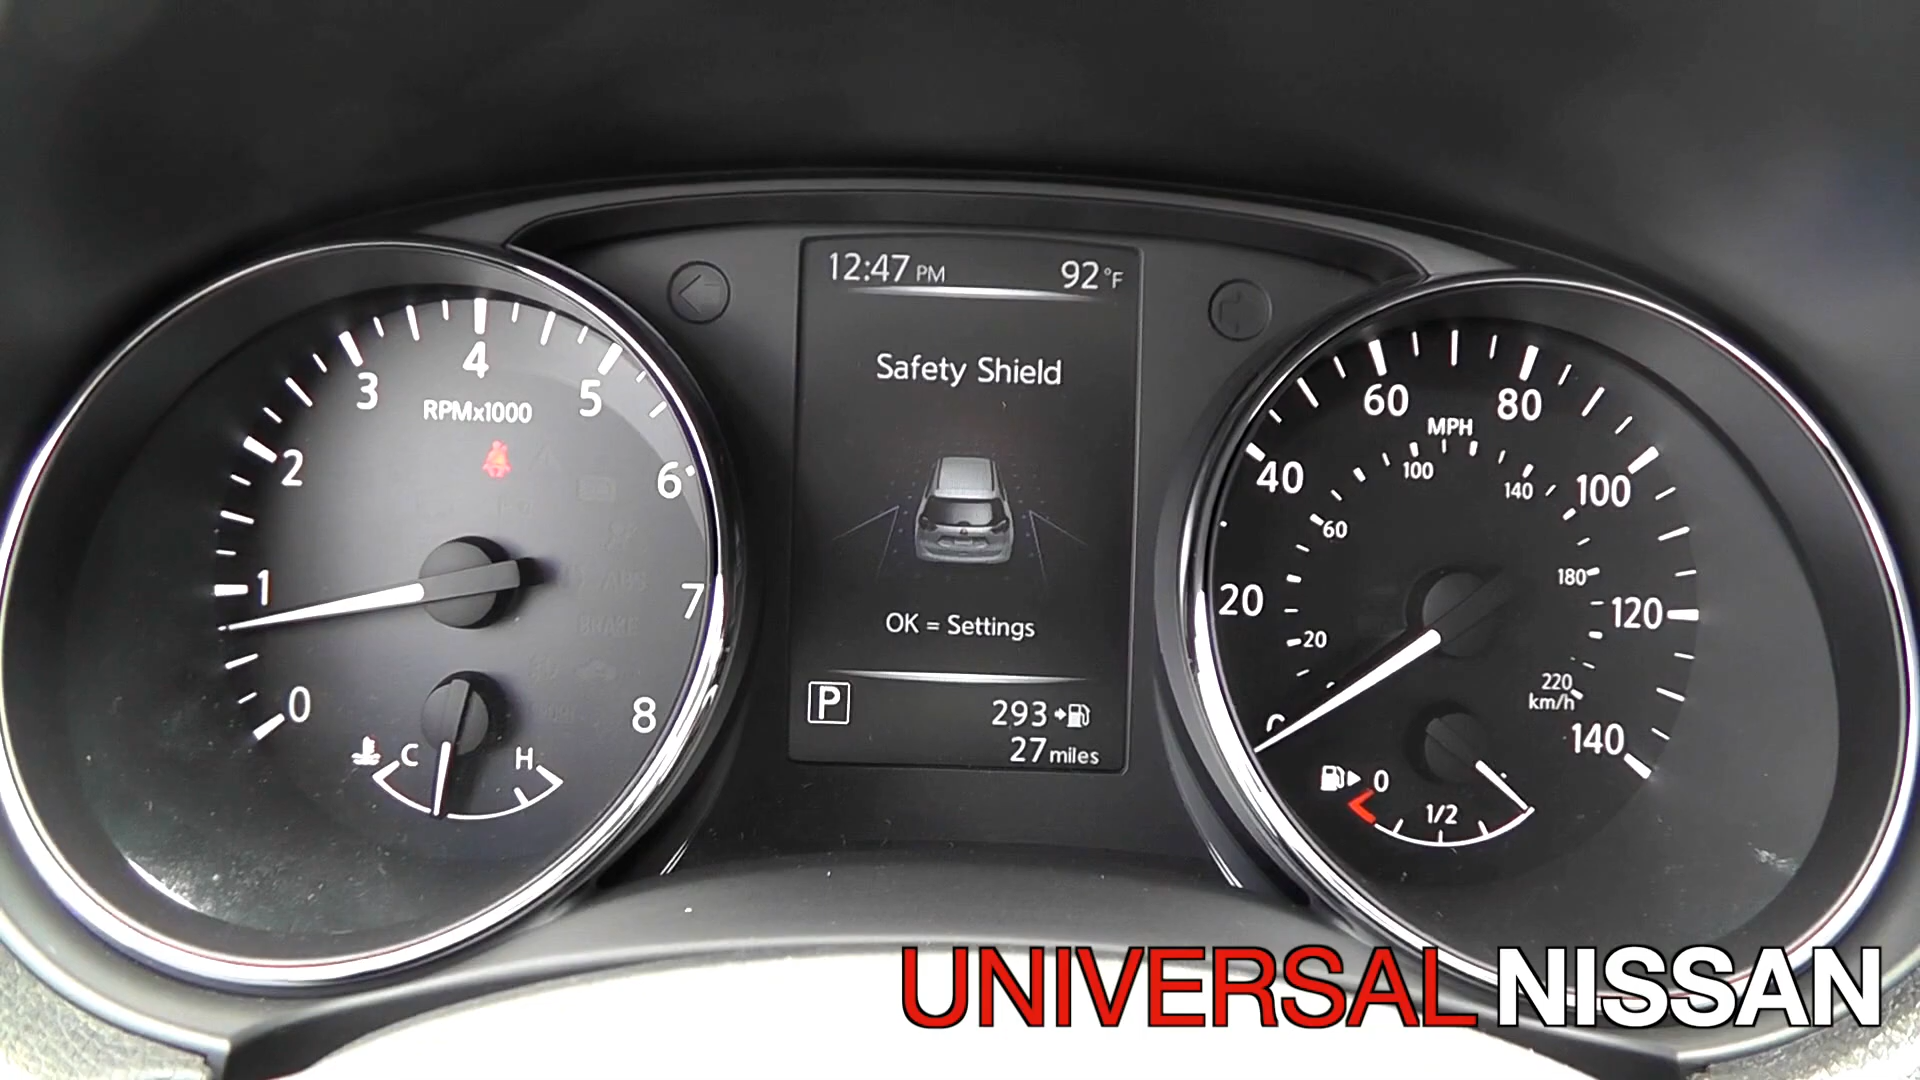 12:47 PM 92°F
Safety Shield
OK = Settings
P
293
27 miles
0
1
2
3
4
5
6
7
8
RPMx1000
C H
ABS
BRAKE
0
20
40
60
80
100
120
140
MPH
20
60
100
140
180
220
km/h
0
1/2
UNIVERSAL NISSAN